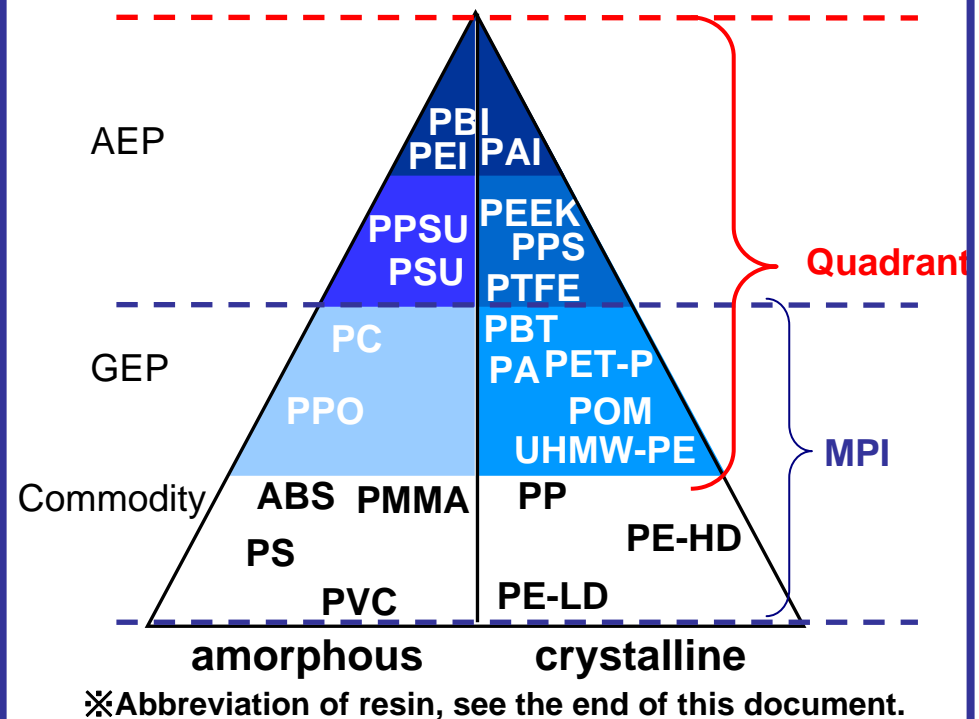 AEP
PBI
PEI PAI
PPSU
PSU
PEEK
PPS
PTFE
Quadrant
GEP
PC
PPO
PBT
PA PET-P
POM
UHMW-PE
MPI
Commodity
ABS PMMA
PS
PVC
PP
PE-HD
PE-LD
amorphous crystalline
※Abbreviation of resin, see the end of this document.